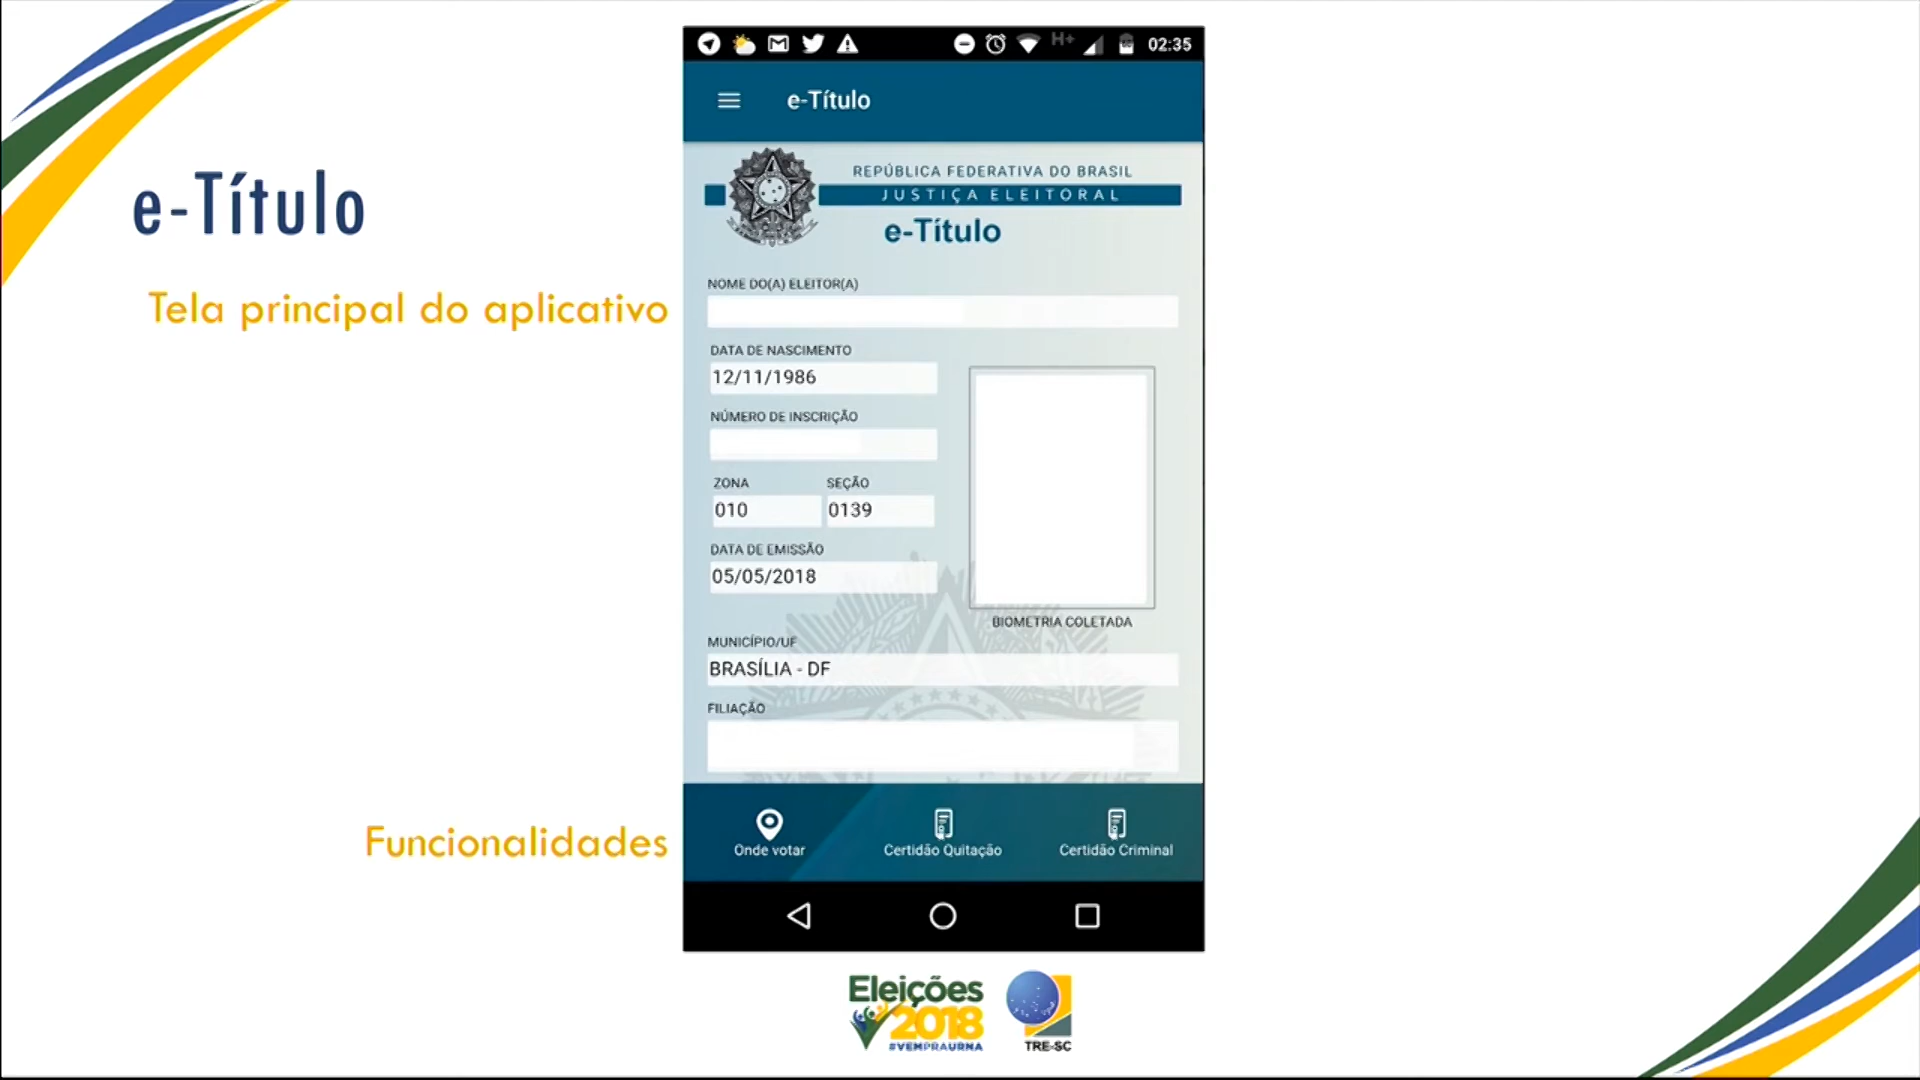 e-Título
Tela principal do aplicativo
Funcionalidades
H+ 02:35
e-Título
REPÚBLICA FEDERATIVA DO BRASIL
JUSTIÇA ELEITORAL
e-Título
NOME DO(A) ELEITOR(A)
DATA DE NASCIMENTO
12/11/1986
NÚMERO DE INSCRIÇÃO
ZONA SEÇÃO
010 0139
DATA DE EMISSÃO
05/05/2018
BIOMETRIA COLETADA
MUNICÍPIO/UF
BRASÍLIA - DF
FILIAÇÃO
Onde votar Certidão Quitação Certidão Criminal
Eleições
2018
#VEMPRAURNA
TRE-SC